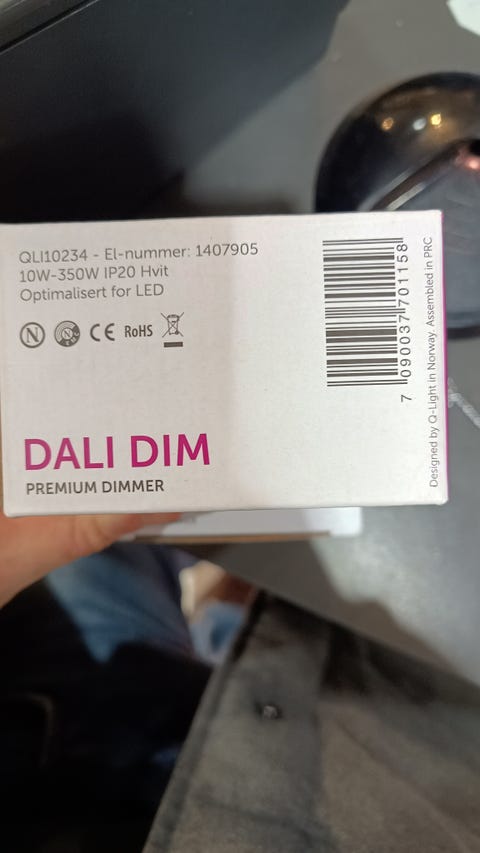 QLI10234 - El-nummer: 1407905
10W-350W IP20 Hvit
Optimalisert for LED
N N CE RoHS
DALI DIM
PREMIUM DIMMER
7 090037 701158
Designed by Q-Light in Norway. Assembled in PRC